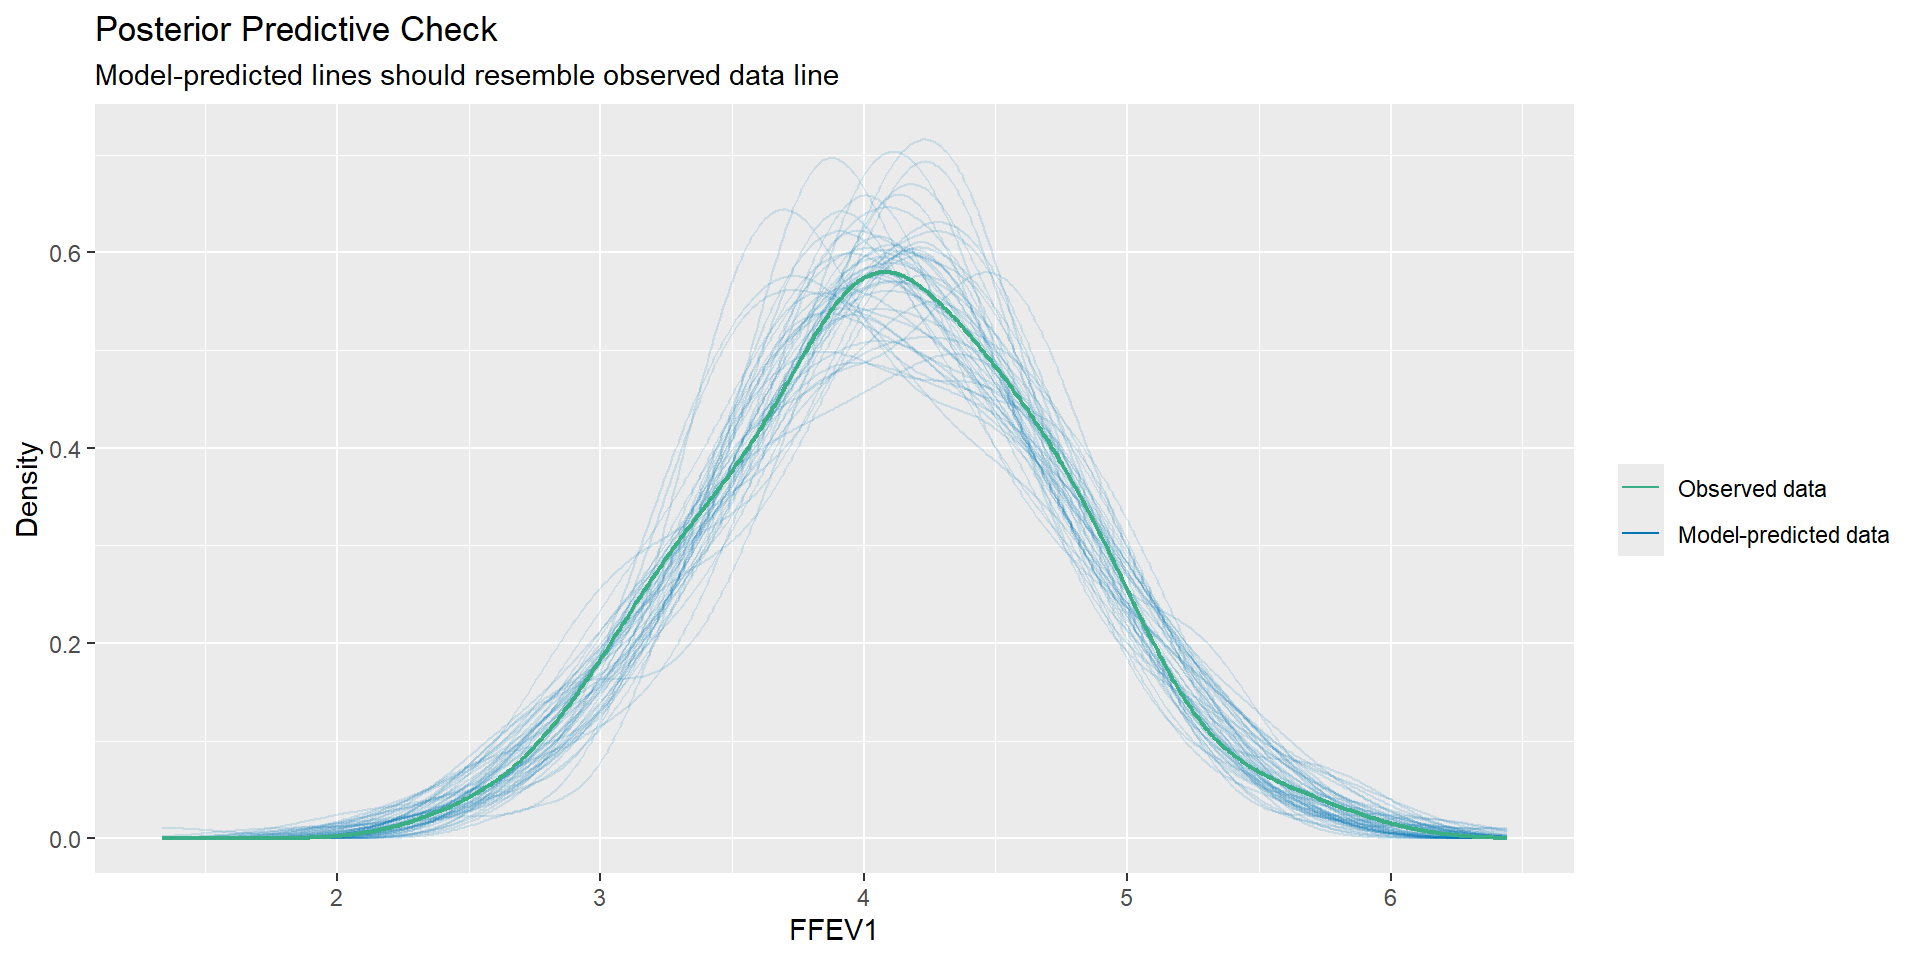 Posterior Predictive Check
Model-predicted lines should resemble observed data line
0.6
0.4
0.2
0.0
Density
2 3 4 5 6
FFEV1
Observed data
Model-predicted data